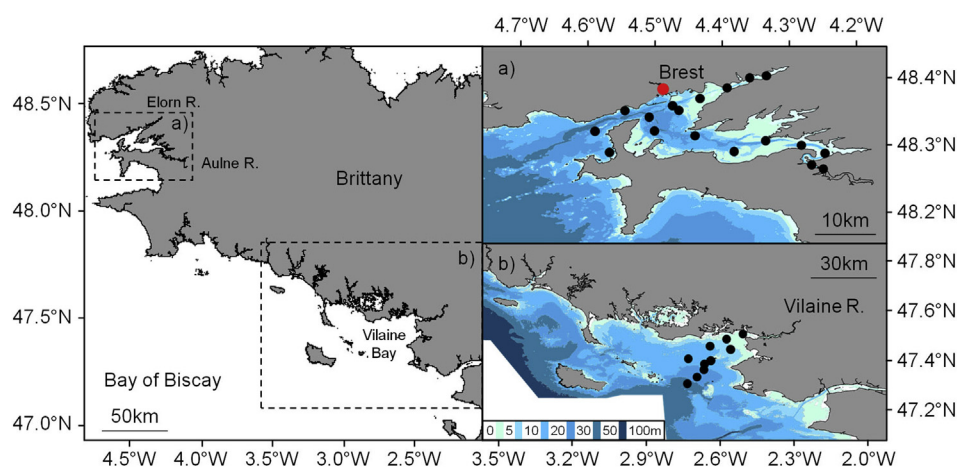 4.7°W 4.6°W 4.4°W 4.4°W 4.3°W 4.2°W
48.5°N
48.0°N
47.5°N
47.0°N
Elorn R.
a)
Aulne R.
Brittany
b)
Vilaine
Bay
Bay of Biscay
50km
4.5°W 4.0°W 3.0°W 2.5°W
a)
Brest
10km
48.4°N
48.3°N
48.2°N
b)
30km
Vilaine R.
0 5 10 20 30 50 100m
47.8°N
47.6°N
47.4°N
47.2°N
3.5°W 3.2°W 2.9°W 2.6°W 2.3°W 2.0°W